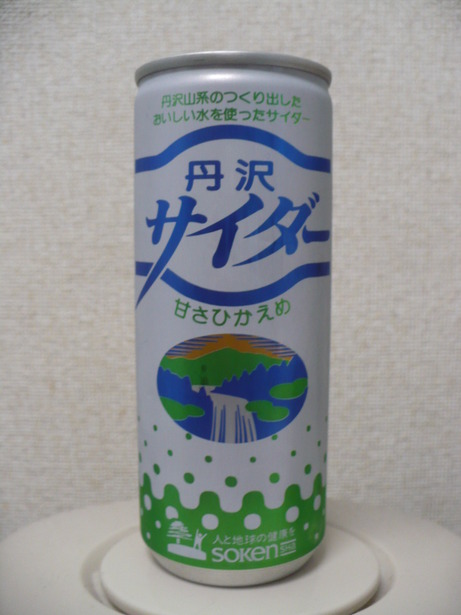 丹沢山系のつくり出した
おいしい水を使ったサイダー
丹沢
サイダー
甘さひかえめ
人と地球の健康を
soken